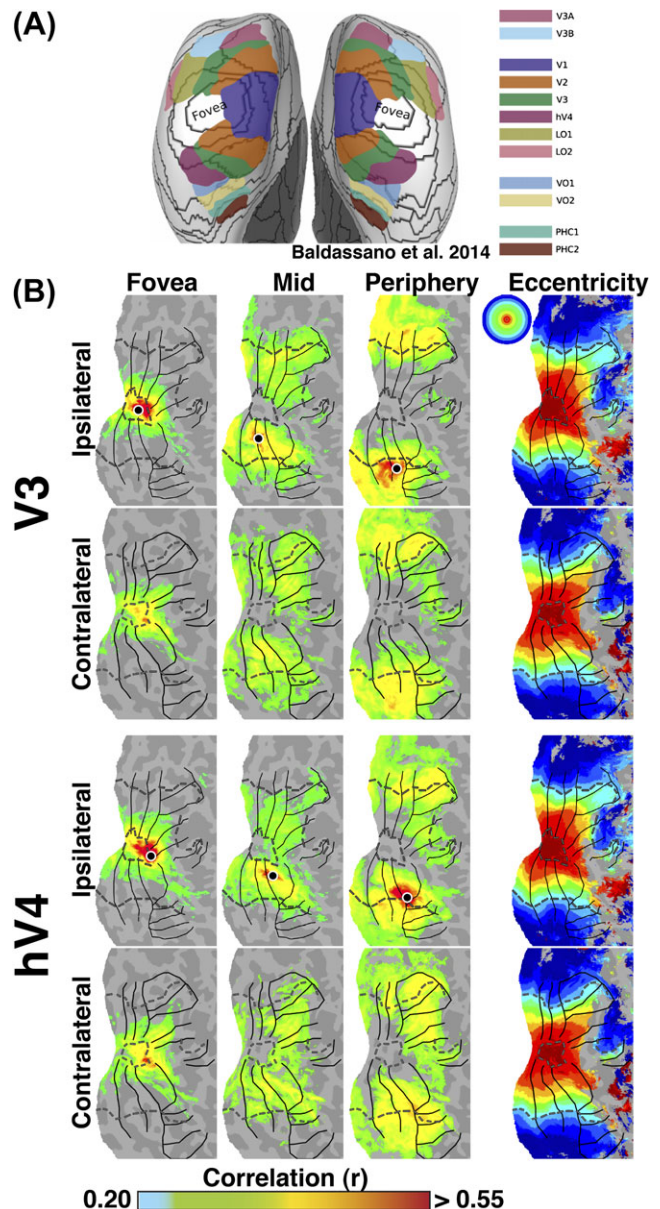 (A)
V3A
V3B
V1
V2
V3
hV4
LO1
LO2
VO1
VO2
PHC1
PHC2
Fovea
Fovea
Baldassano et al. 2014
(B)
Fovea Mid Periphery Eccentricity
V3
Ipsilateral
Contralateral
hV4
Ipsilateral
Contralateral
Correlation (r)
0.20 > 0.55